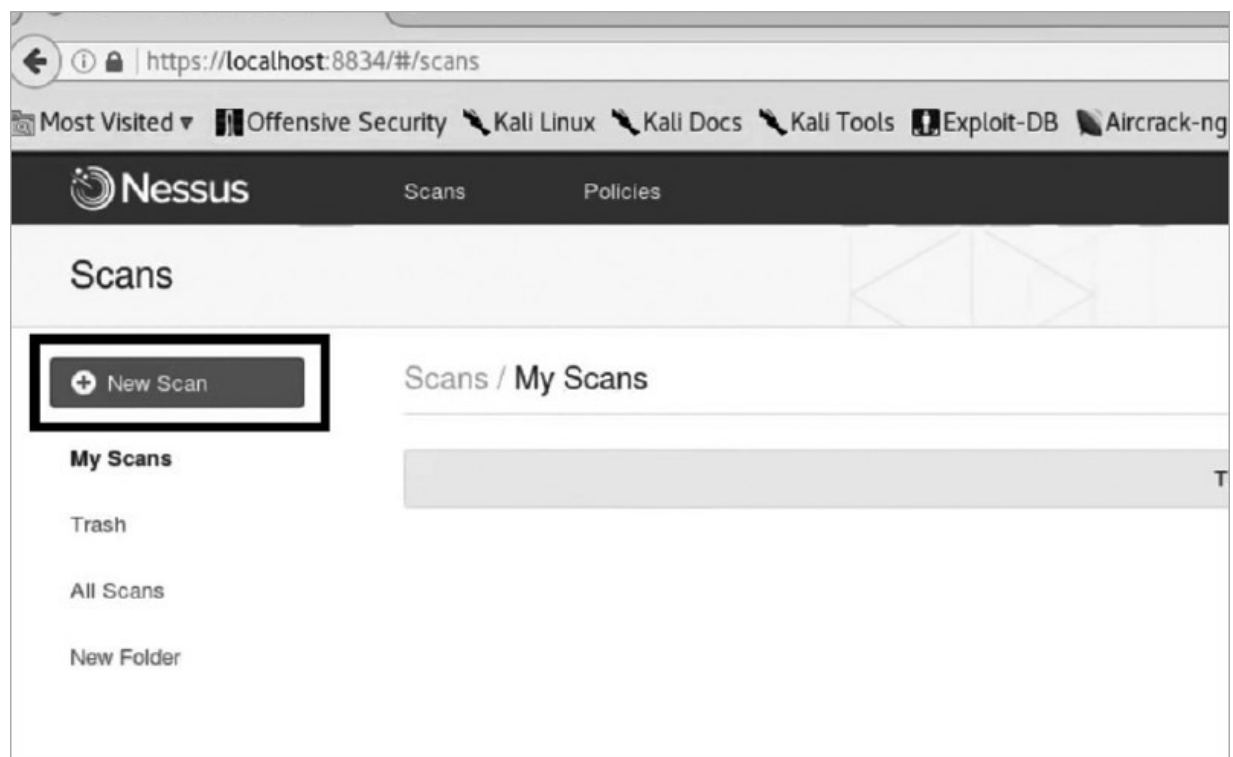 https://localhost:8834/#/scans
Most Visited Offensive Security Kali Linux Kali Docs Kali Tools Exploit-DB Aircrack-ng
Nessus Scans Policies
Scans
New Scan
Scans / My Scans
My Scans
T
Trash
All Scans
New Folder